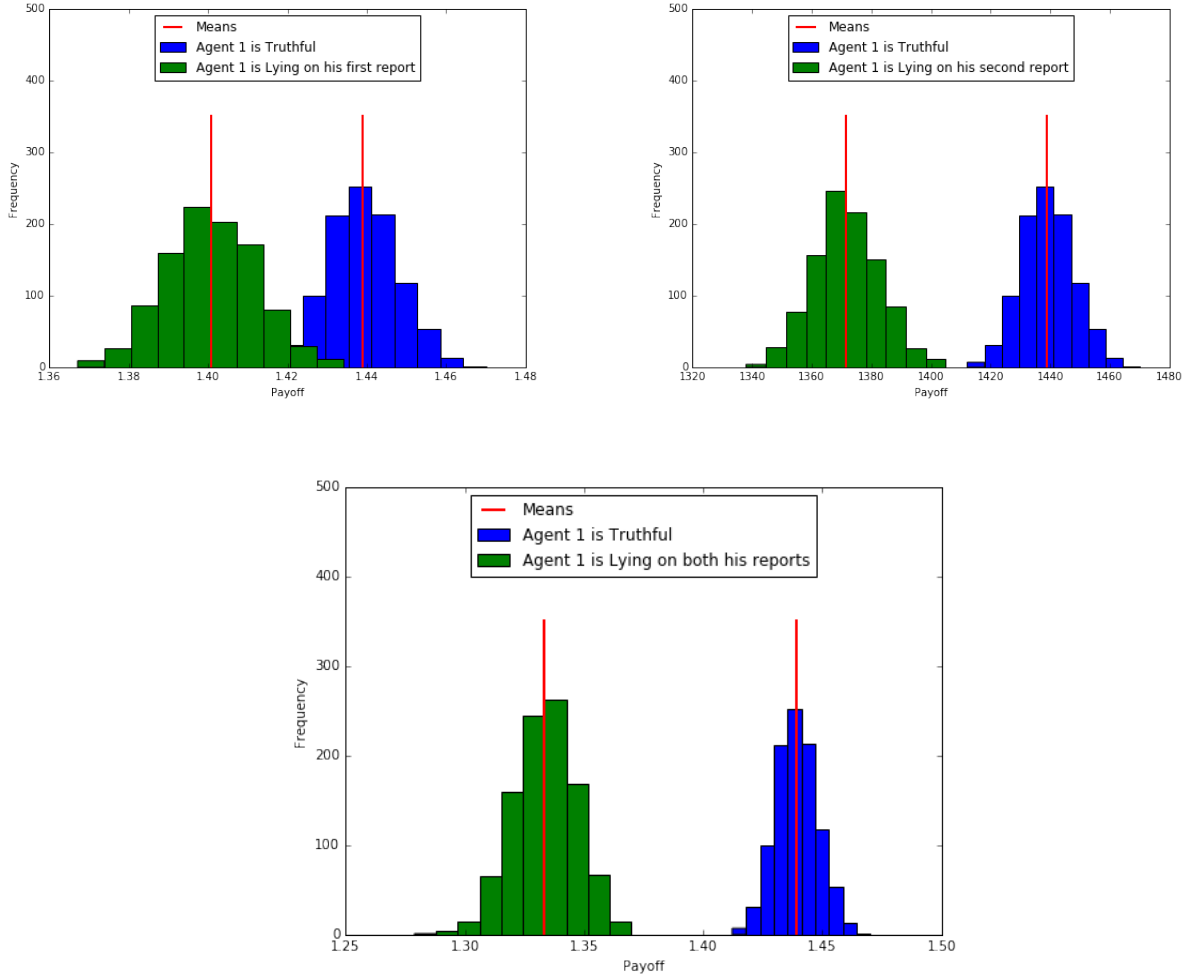 500
400
300
200
100
0
Frequency
Means
Agent 1 is Truthful
Agent 1 is Lying on his first report
1.36 1.38 1.40 1.42 1.44 1.46 1.48
Payoff
500
400
300
200
100
0
Frequency
Means
Agent 1 is Truthful
Agent 1 is Lying on his second report
1320 1340 1360 1380 1400 1420 1440 1460 1480
Payoff
500
400
300
200
100
0
Frequency
Means
Agent 1 is Truthful
Agent 1 is Lying on both his reports
1.25 1.30 1.35 1.40 1.45 1.50
Payoff